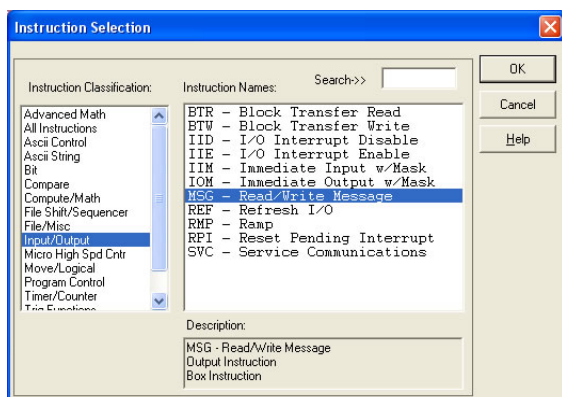 Instruction Selection
Instruction Classification:
Advanced Math
All Instructions
Ascii Control
Ascii String
Bit
Compare
Compute/Math
File Shift/Sequencer
File/Misc
Input/Output
Micro High Spd Cntr
Move/Logical
Program Control
Timer/Counter
Trig Functions
Instruction Names:
Search->>
BTR - Block Transfer Read
BTW - Block Transfer Write
IID - I/O Interrupt Disable
IIE - I/O Interrupt Enable
IIM - Immediate Input w/Mask
IOM - Immediate Output w/Mask
MSG - Read/Write Message
REF - Refresh I/O
RMP - Ramp
RPI - Reset Pending Interrupt
SVC - Service Communications
Description:
MSG - Read/Write Message
Output Instruction
Box Instruction
OK
Cancel
Help